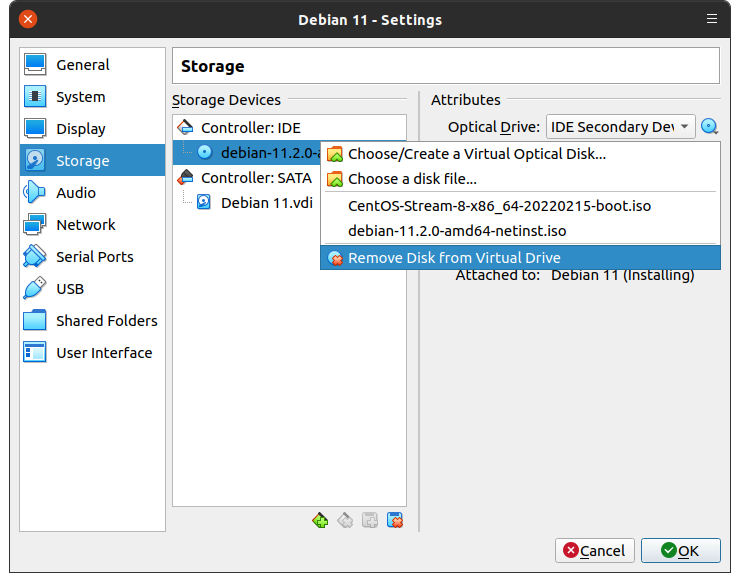 Debian 11 - Settings
General
System
Display
Storage
Audio
Network
Serial Ports
USB
Shared Folders
User Interface
Storage
Storage Devices
Controller: IDE
debian-11.2.0-a
Controller: SATA
Debian 11.vdi
Attributes
Optical Drive: IDE Secondary Dev
Choose/Create a Virtual Optical Disk...
Choose a disk file...
CentOS-Stream-8-x86_64-20220215-boot.iso
debian-11.2.0-amd64-netinst.iso
Remove Disk from Virtual Drive
Attached to: Debian 11 (Installing)
Cancel
OK